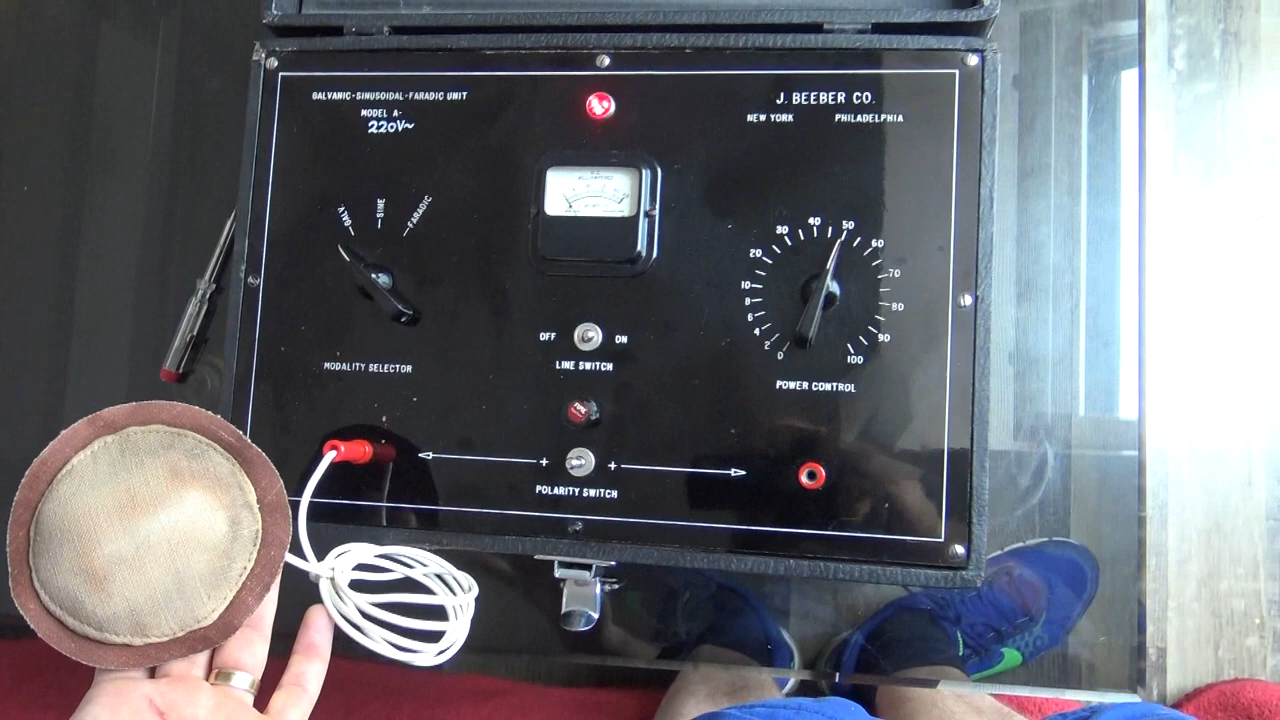 GALVANIC-SINUSOIDAL-FARADIC UNIT
MODEL A-
220V~
J. BEEBER CO.
NEW YORK PHILADELPHIA
GALV. SINE FARADIC
MODALITY SELECTOR
OFF ON
LINE SWITCH
0 2 4 6 8 10 20 30 40 50 60 70 80 90 100
POWER CONTROL
+ +
POLARITY SWITCH